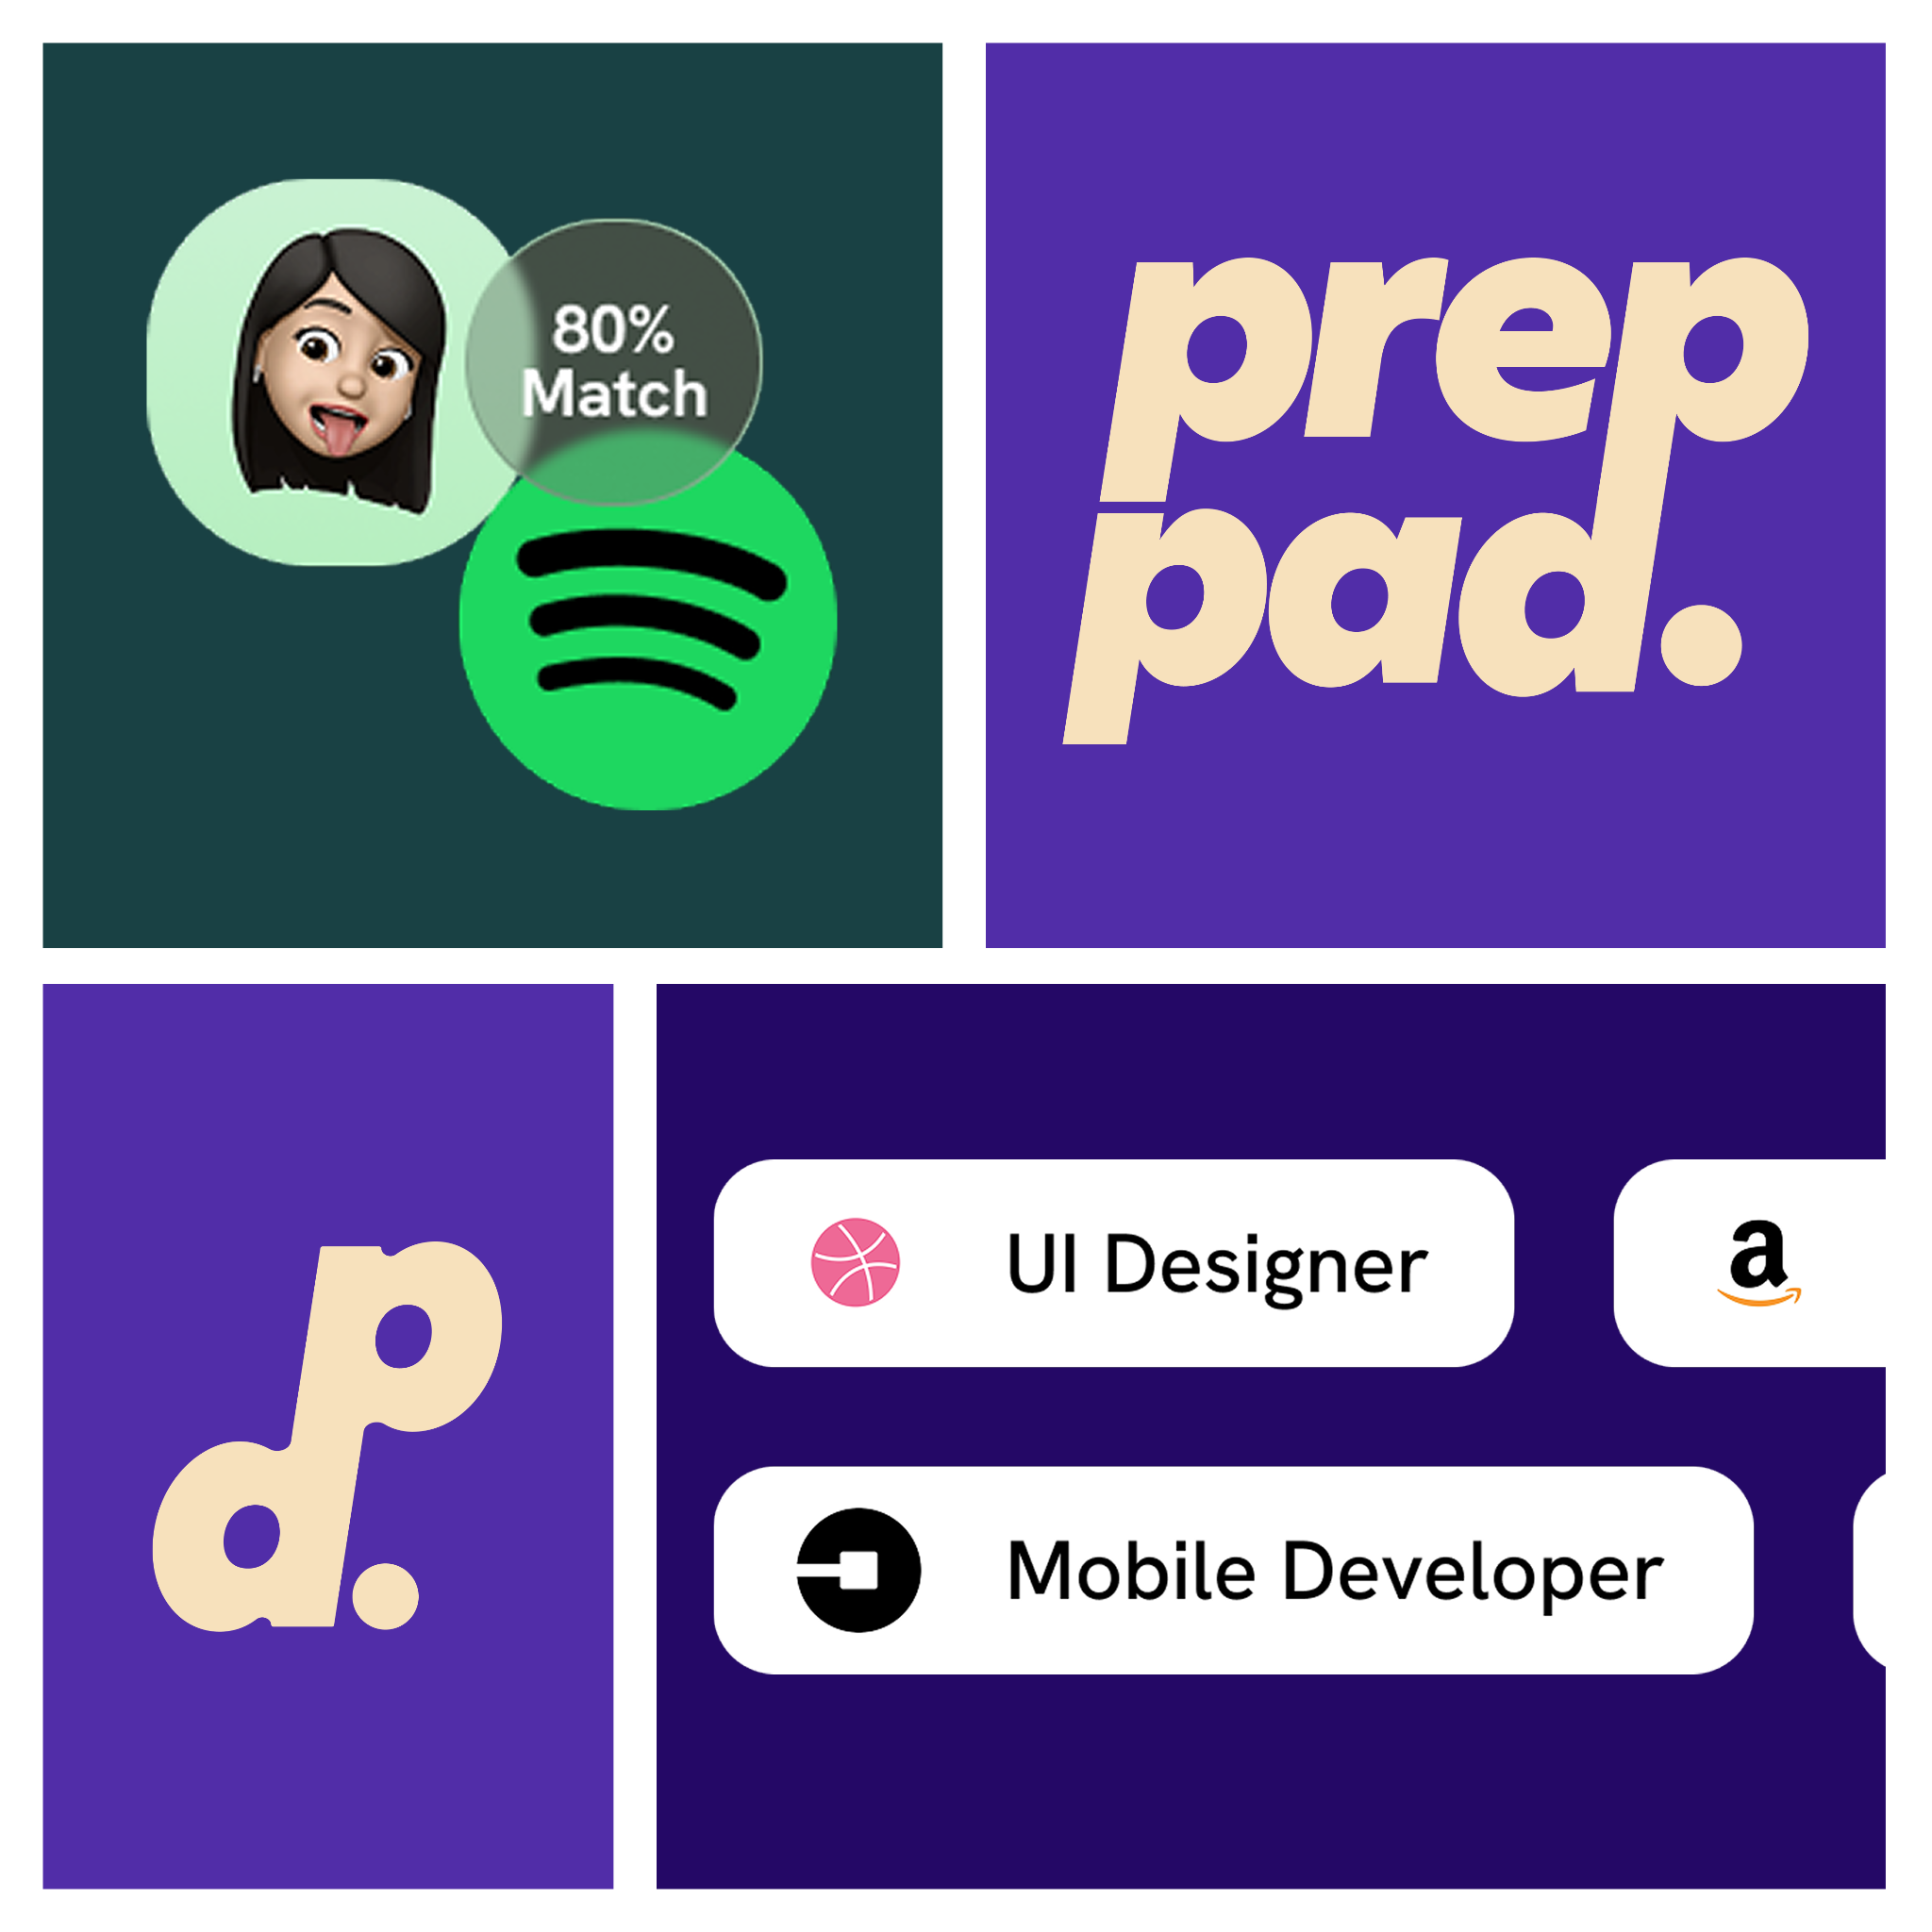 80%
Match
prep
pad.
p
d.
UI Designer
a
Mobile Developer